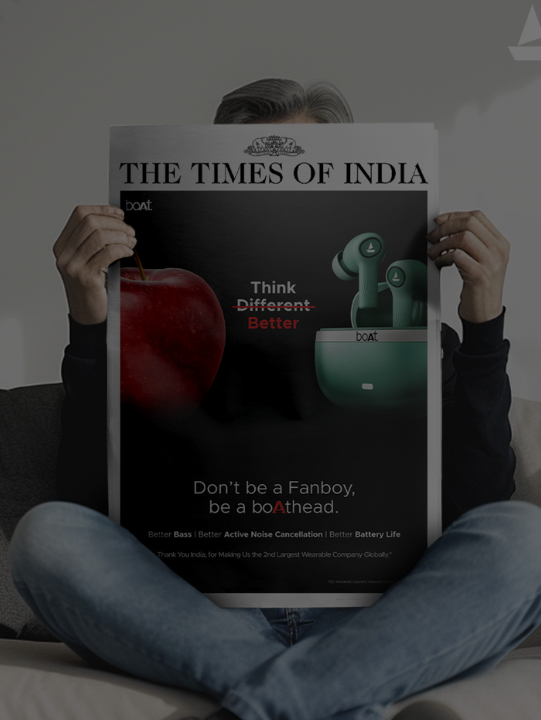 THE TIMES OF INDIA
boAt
Think
Different
Better
boAt
Don't be a Fanboy,
be a boAthead.
Better Bass | Better Active Noise Cancellation | Better Battery Life
Thank You India, for Making Us the 2nd Largest Wearable Company Globally.*